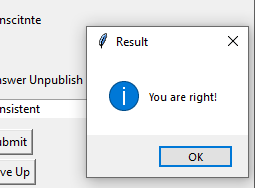 nscitnte
Result
You are right!
nswer Unpublish
nsistent
OK
ubmit
ve Up